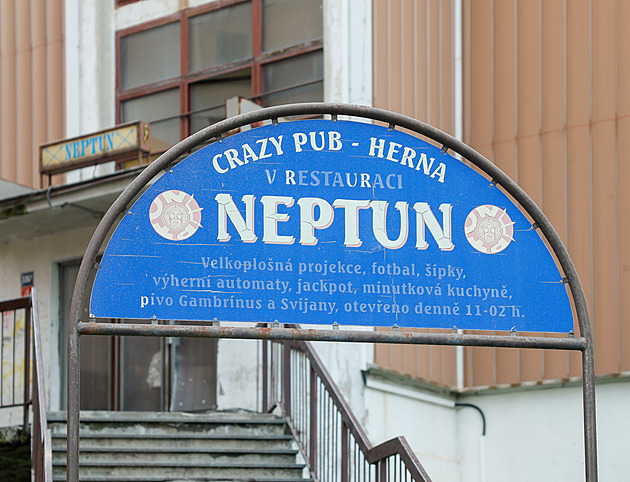 NEPTUN
CRAZY PUB - HERNA
V RESTAURACI
NEPTUN
Velkoplošná projekce, fotbal, šipky,
výherní automaty, jackpot, minutková kuchyně,
pivo Gambrinus a Svijany, otevřeno denně 11-02 h.